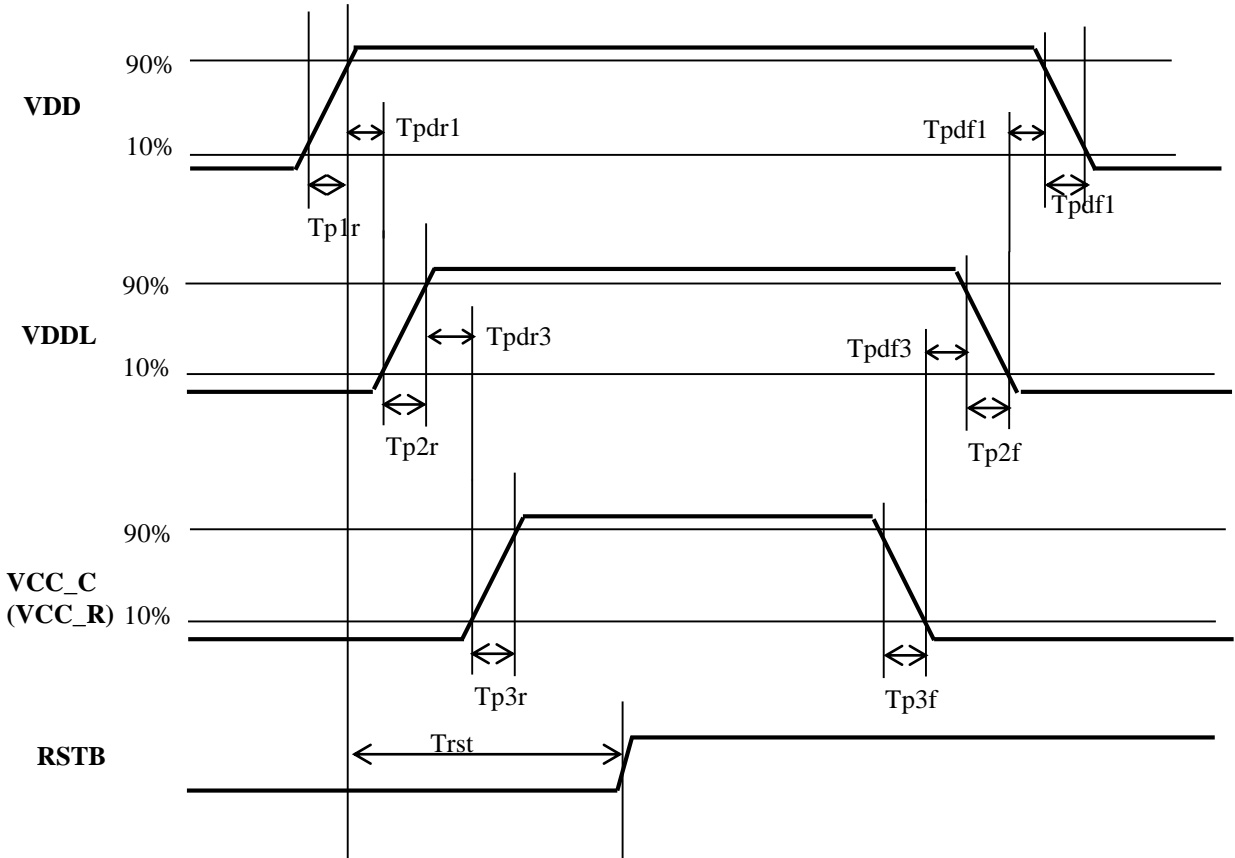 90%
VDD
10%
Tpdr1
Tpdf1
Tp1r
Tpdf1
90%
VDDL
10%
Tpdr3
Tpdf3
Tp2r
Tp2f
90%
VCC_C
(VCC_R) 10%
Tp3r
Tp3f
RSTB
Trst